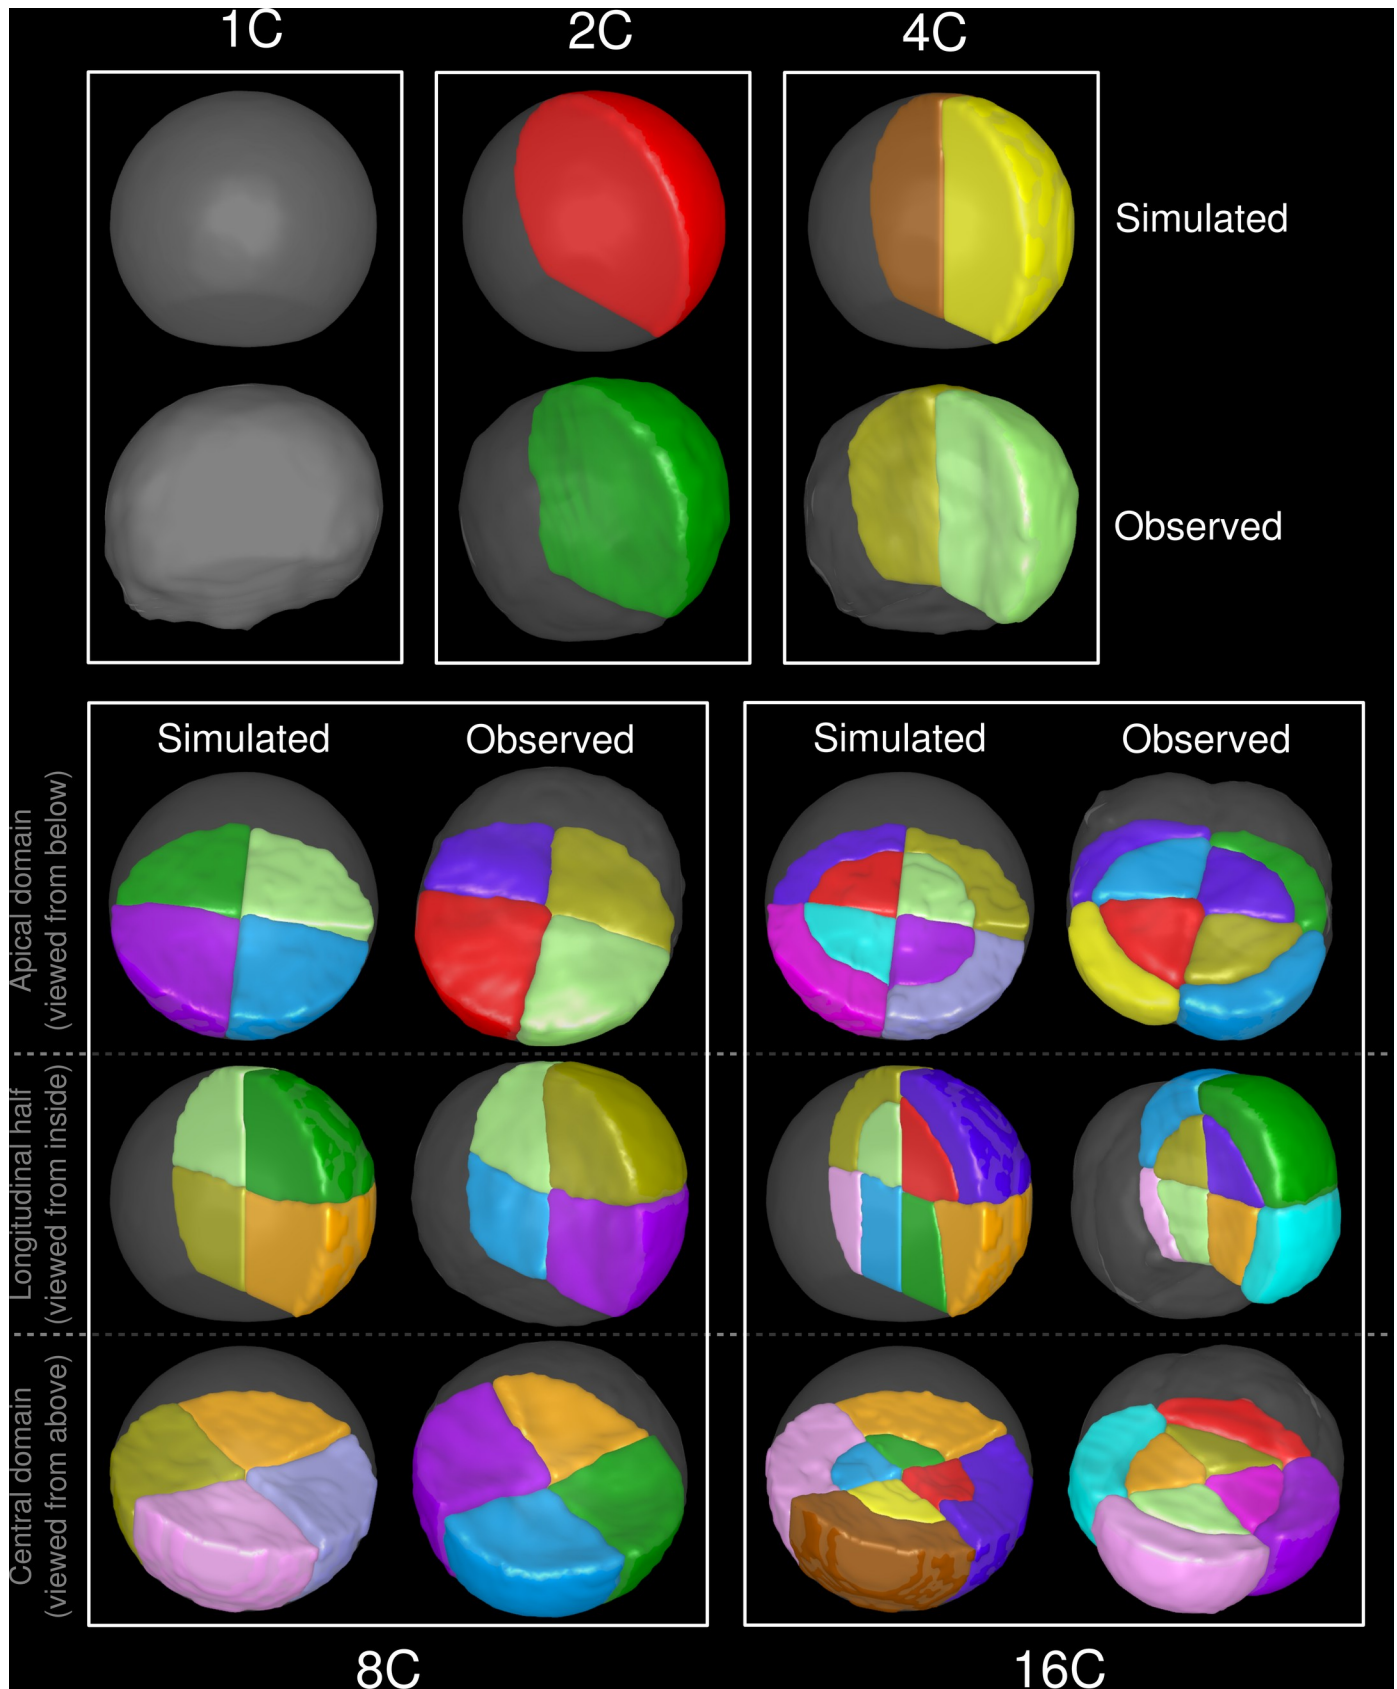 1C
2C
4C
Simulated
Observed
Simulated
Observed
Simulated
Observed
Apical domain
(viewed from below)
Longitudinal half
(viewed from inside)
Central domain
(viewed from above)
8C
16C